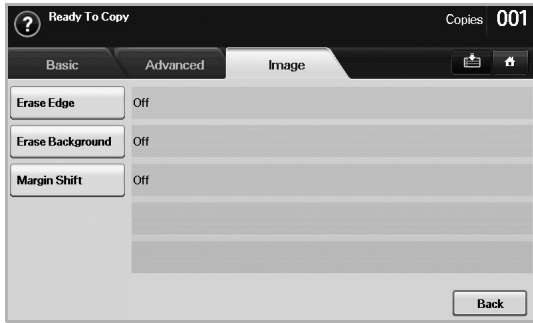 ? Ready To Copy Copies 001
Basic Advanced Image
Erase Edge Off
Erase Background Off
Margin Shift Off
Back